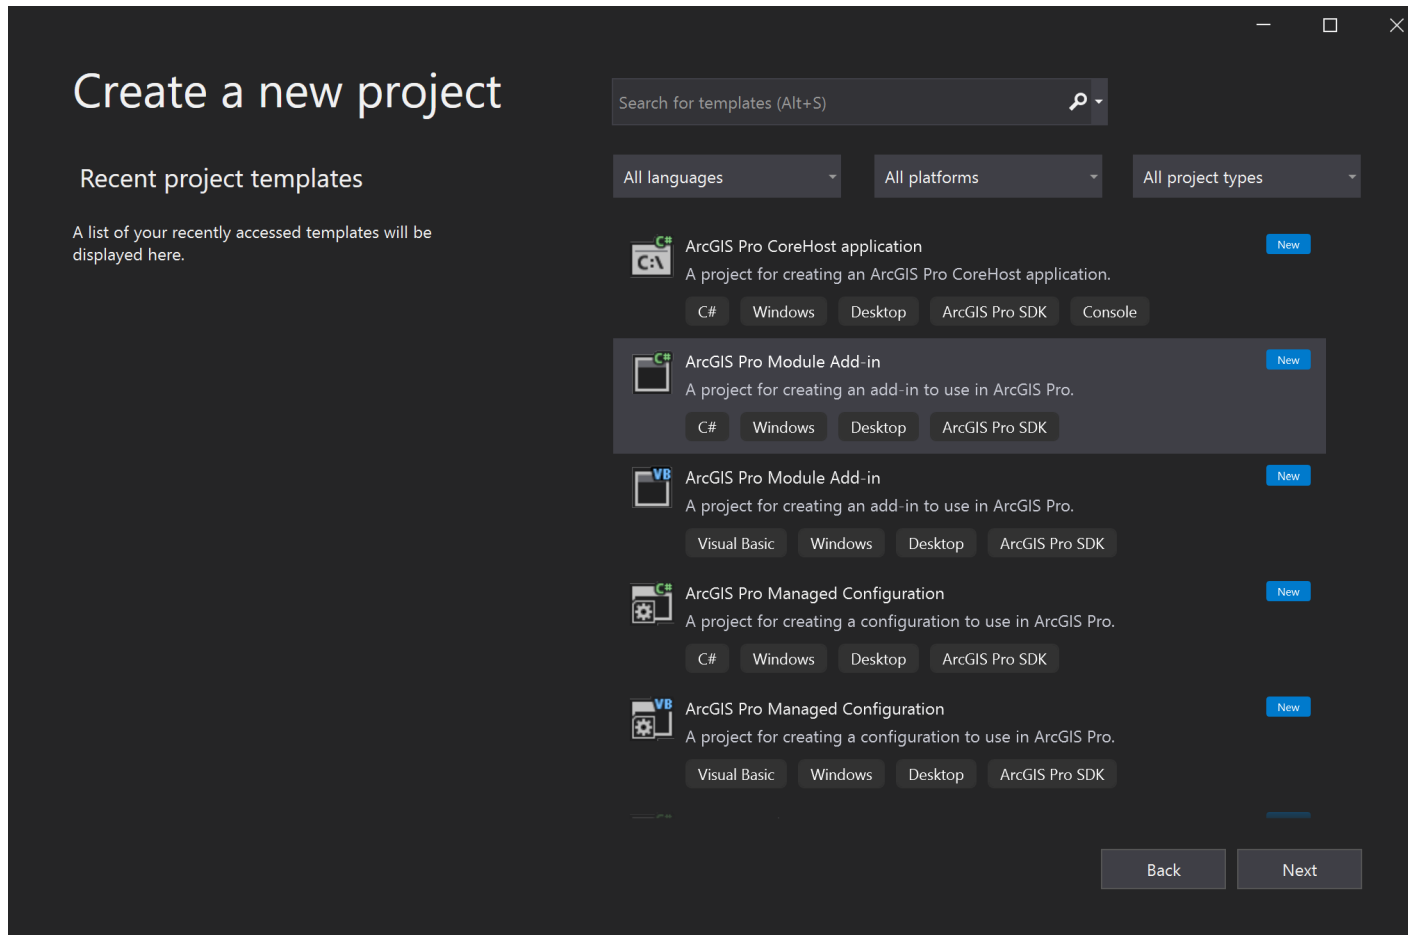 Create a new project
Search for templates (Alt+S)
Recent project templates
All languages
All platforms
All project types
A list of your recently accessed templates will be
displayed here.
C#
C:\
ArcGIS Pro CoreHost application
New
A project for creating an ArcGIS Pro CoreHost application.
C#
Windows
Desktop
ArcGIS Pro SDK
Console
C#
ArcGIS Pro Module Add-in
New
A project for creating an add-in to use in ArcGIS Pro.
C#
Windows
Desktop
ArcGIS Pro SDK
VB
ArcGIS Pro Module Add-in
New
A project for creating an add-in to use in ArcGIS Pro.
Visual Basic
Windows
Desktop
ArcGIS Pro SDK
C#
ArcGIS Pro Managed Configuration
New
A project for creating a configuration to use in ArcGIS Pro.
C#
Windows
Desktop
ArcGIS Pro SDK
VB
ArcGIS Pro Managed Configuration
New
A project for creating a configuration to use in ArcGIS Pro.
Visual Basic
Windows
Desktop
ArcGIS Pro SDK
Back
Next